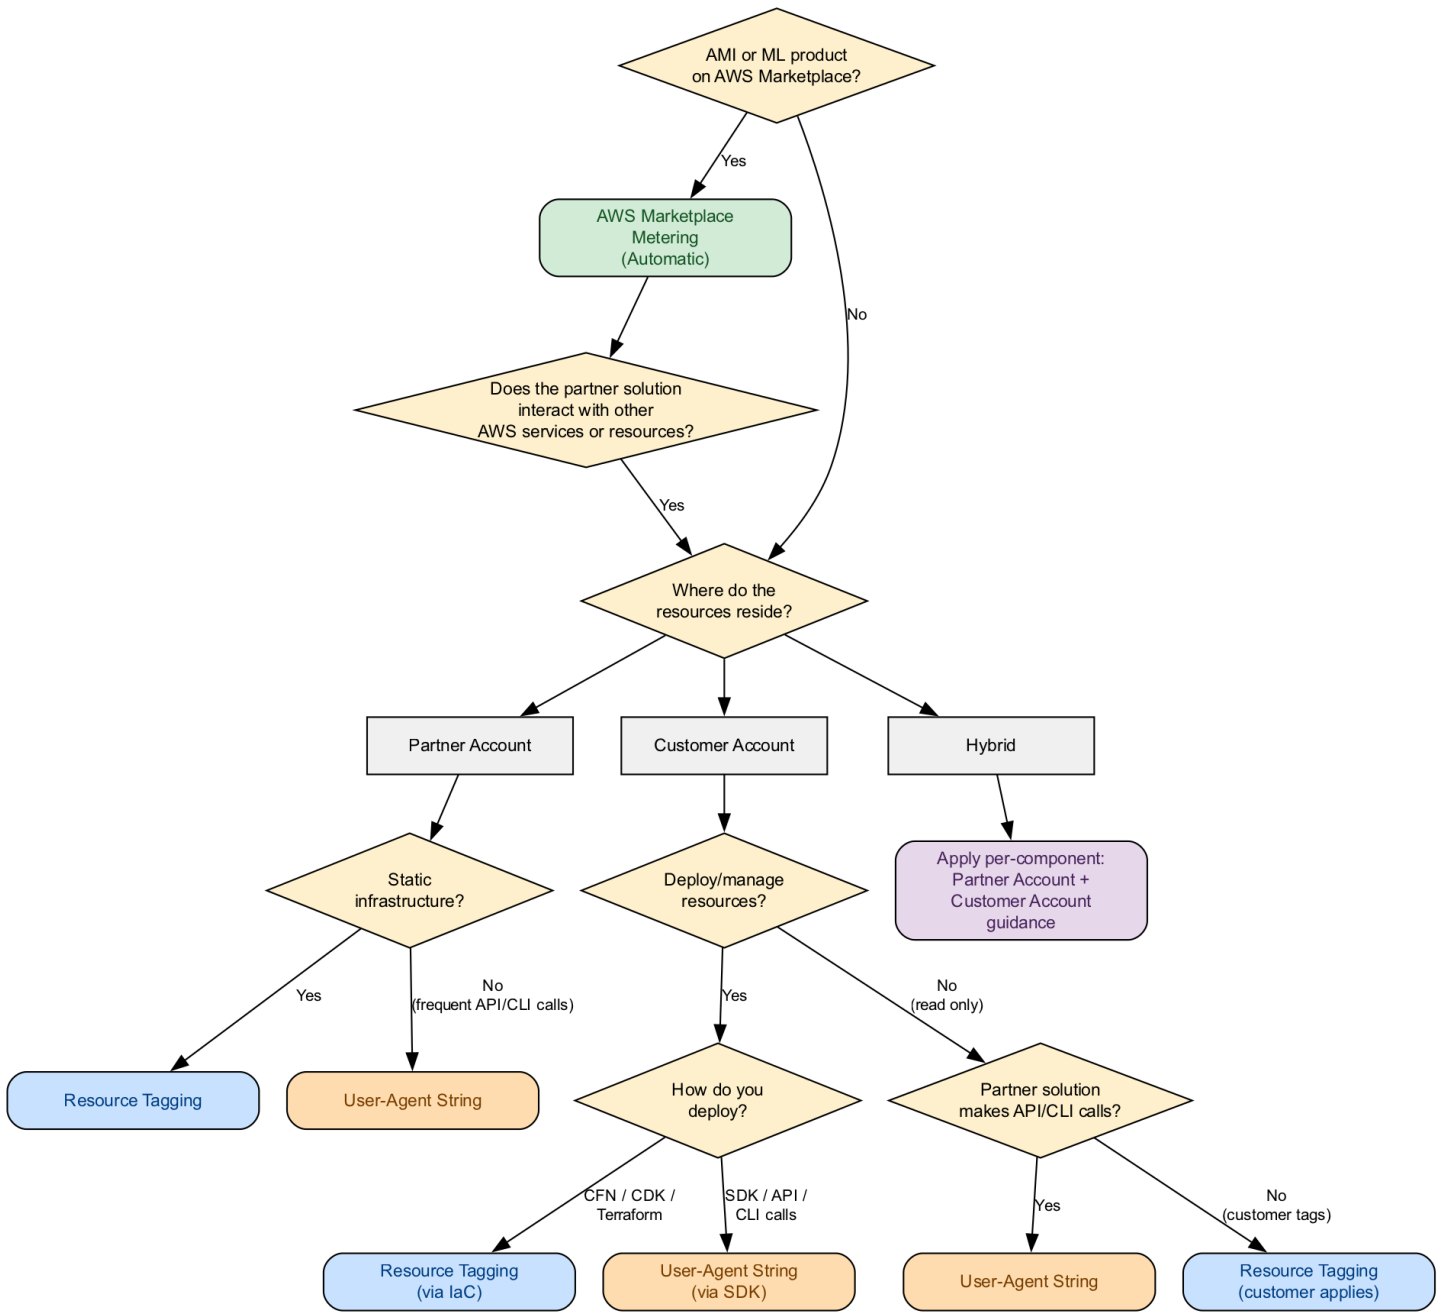 AMI or ML product
on AWS Marketplace?
Yes
AWS Marketplace
Metering
(Automatic)
No
Does the partner solution
interact with other
AWS services or resources?
Yes
Where do the
resources reside?
Partner Account
Customer Account
Hybrid
Static
infrastructure?
Deploy/manage
resources?
Apply per-component:
Partner Account +
Customer Account
guidance
Yes
No
(frequent API/CLI calls)
Yes
No
(read only)
Resource Tagging
User-Agent String
How do you
deploy?
Partner solution
makes API/CLI calls?
CFN / CDK /
Terraform
SDK / API /
CLI calls
Yes
No
(customer tags)
Resource Tagging
(via IaC)
User-Agent String
(via SDK)
User-Agent String
Resource Tagging
(customer applies)